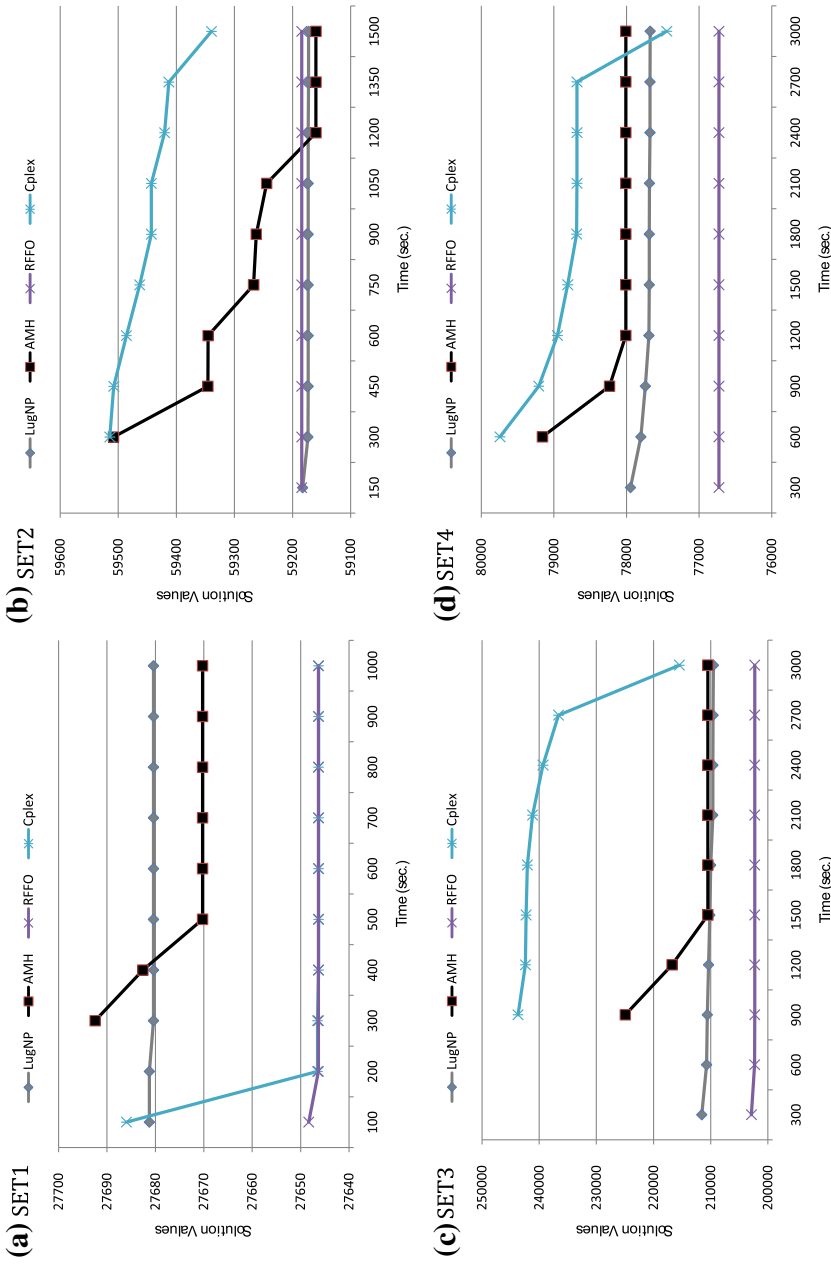 (a) SET1
LugNP AMH RFFO Cplex
Solution Values
27700
27690
27680
27670
27660
27650
27640
100 200 300 400 500 600 700 800 900 1000
Time (sec.)
(b) SET2
LugNP AMH RFFO Cplex
Solution Values
59600
59500
59400
59300
59200
59100
150 300 450 600 750 900 1050 1200 1350 1500
Time (sec.)
(c) SET3
LugNP AMH RFFO Cplex
Solution Values
250000
240000
230000
220000
210000
200000
300 600 900 1200 1500 1800 2100 2400 2700 3000
Time (sec.)
(d) SET4
LugNP AMH RFFO Cplex
Solution Values
80000
79000
78000
77000
76000
300 600 900 1200 1500 1800 2100 2400 2700 3000
Time (sec.)